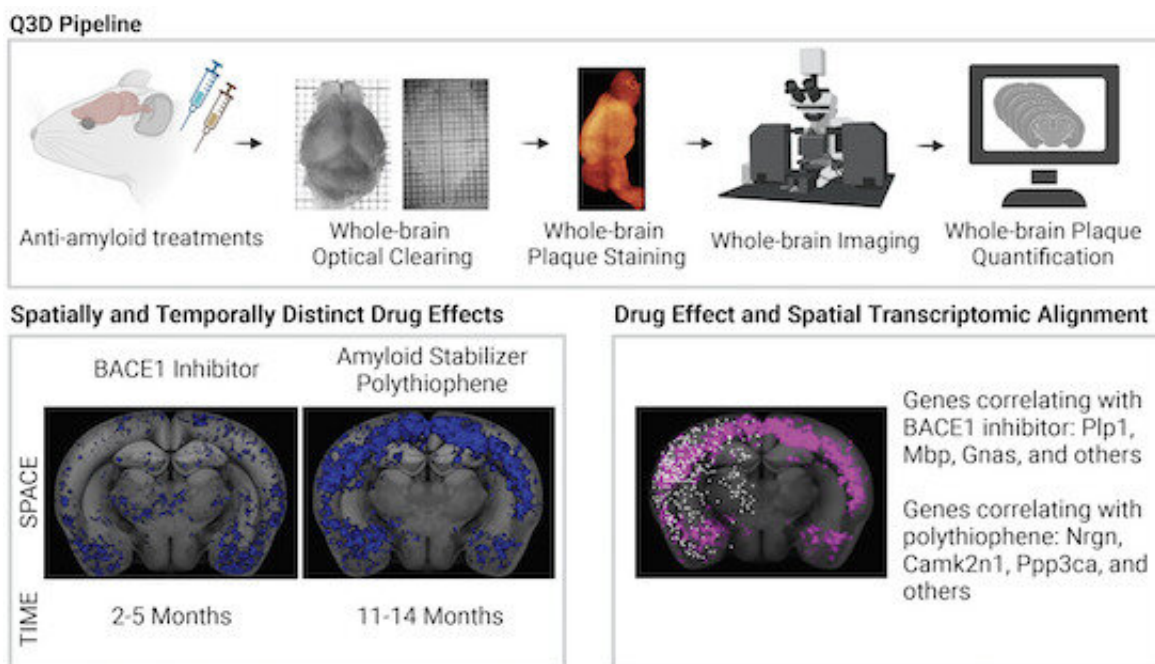 Q3D Pipeline
Anti-amyloid treatments
Whole-brain
Optical Clearing
Whole-brain
Plaque Staining
Whole-brain Imaging
Whole-brain Plaque
Quantification
Spatially and Temporally Distinct Drug Effects
BACE1 Inhibitor
Amyloid Stabilizer
Polythiophene
SPACE
TIME
2-5 Months
11-14 Months
Drug Effect and Spatial Transcriptomic Alignment
Genes correlating with
BACE1 inhibitor: Plp1,
Mbp, Gnas, and others
Genes correlating with
polythiophene: Nrgn,
Camk2n1, Ppp3ca, and
others